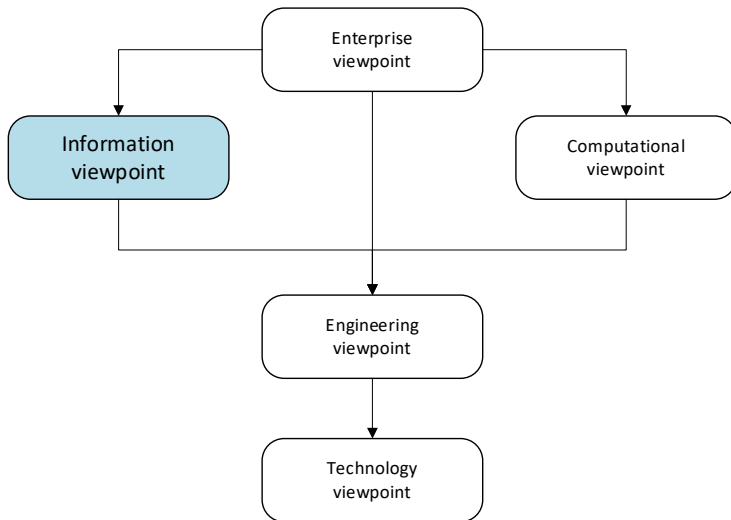 Enterprise
viewpoint
Information
viewpoint
Computational
viewpoint
Engineering
viewpoint
Technology
viewpoint